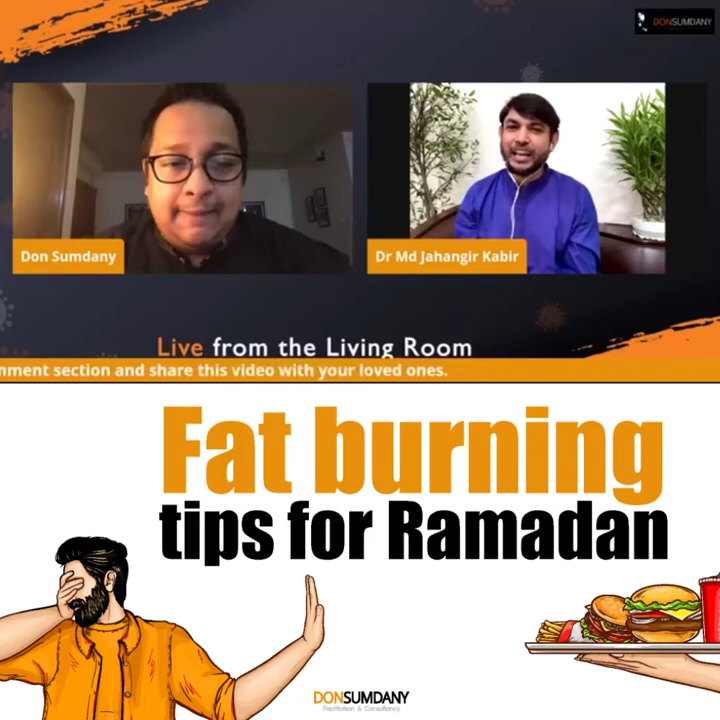 DONSUMDANY
Don Sumdany
Dr Md Jahangir Kabir
Live from the Living Room
nment section and share this video with your loved ones.
Fat burning
tips for Ramadan
DONSUMDANY
Facilitation & Consultancy